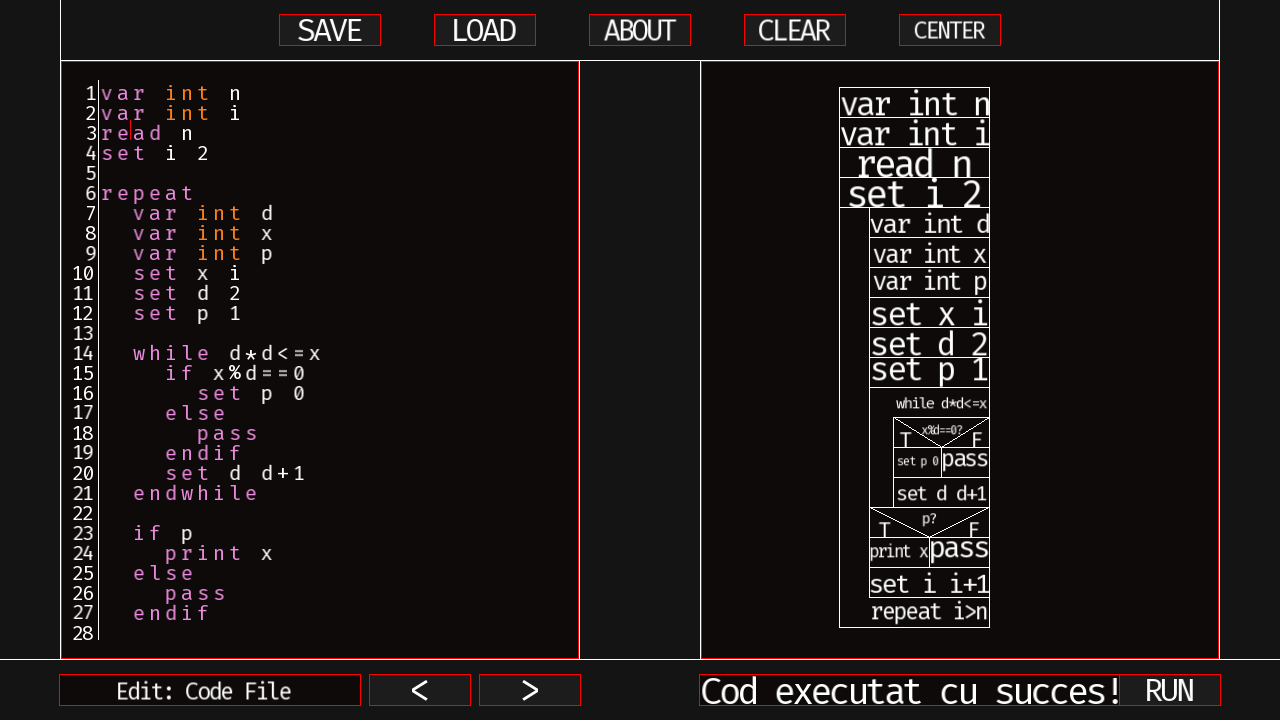 SAVE LOAD ABOUT CLEAR CENTER
1 var int n
2 var int i
3 read n
4 set i 2
5
6 repeat
7 var int d
8 var int x
9 var int p
10 set x i
11 set d 2
12 set p 1
13
14 while d*d<=x
15 if x%d==0
16 set p 0
17 else
18 pass
19 endif
20 set d d+1
21 endwhile
22
23 if p
24 print x
25 else
26 pass
27 endif
28
var int n
var int i
read n
set i 2
var int d
var int x
var int p
set x i
set d 2
set p 1
while d*d<=x
x%d==0?
T F
set p 0 pass
set d d+1
p?
T F
print x pass
set i i+1
repeat i>n
Edit: Code File < > Cod executat cu succes! RUN